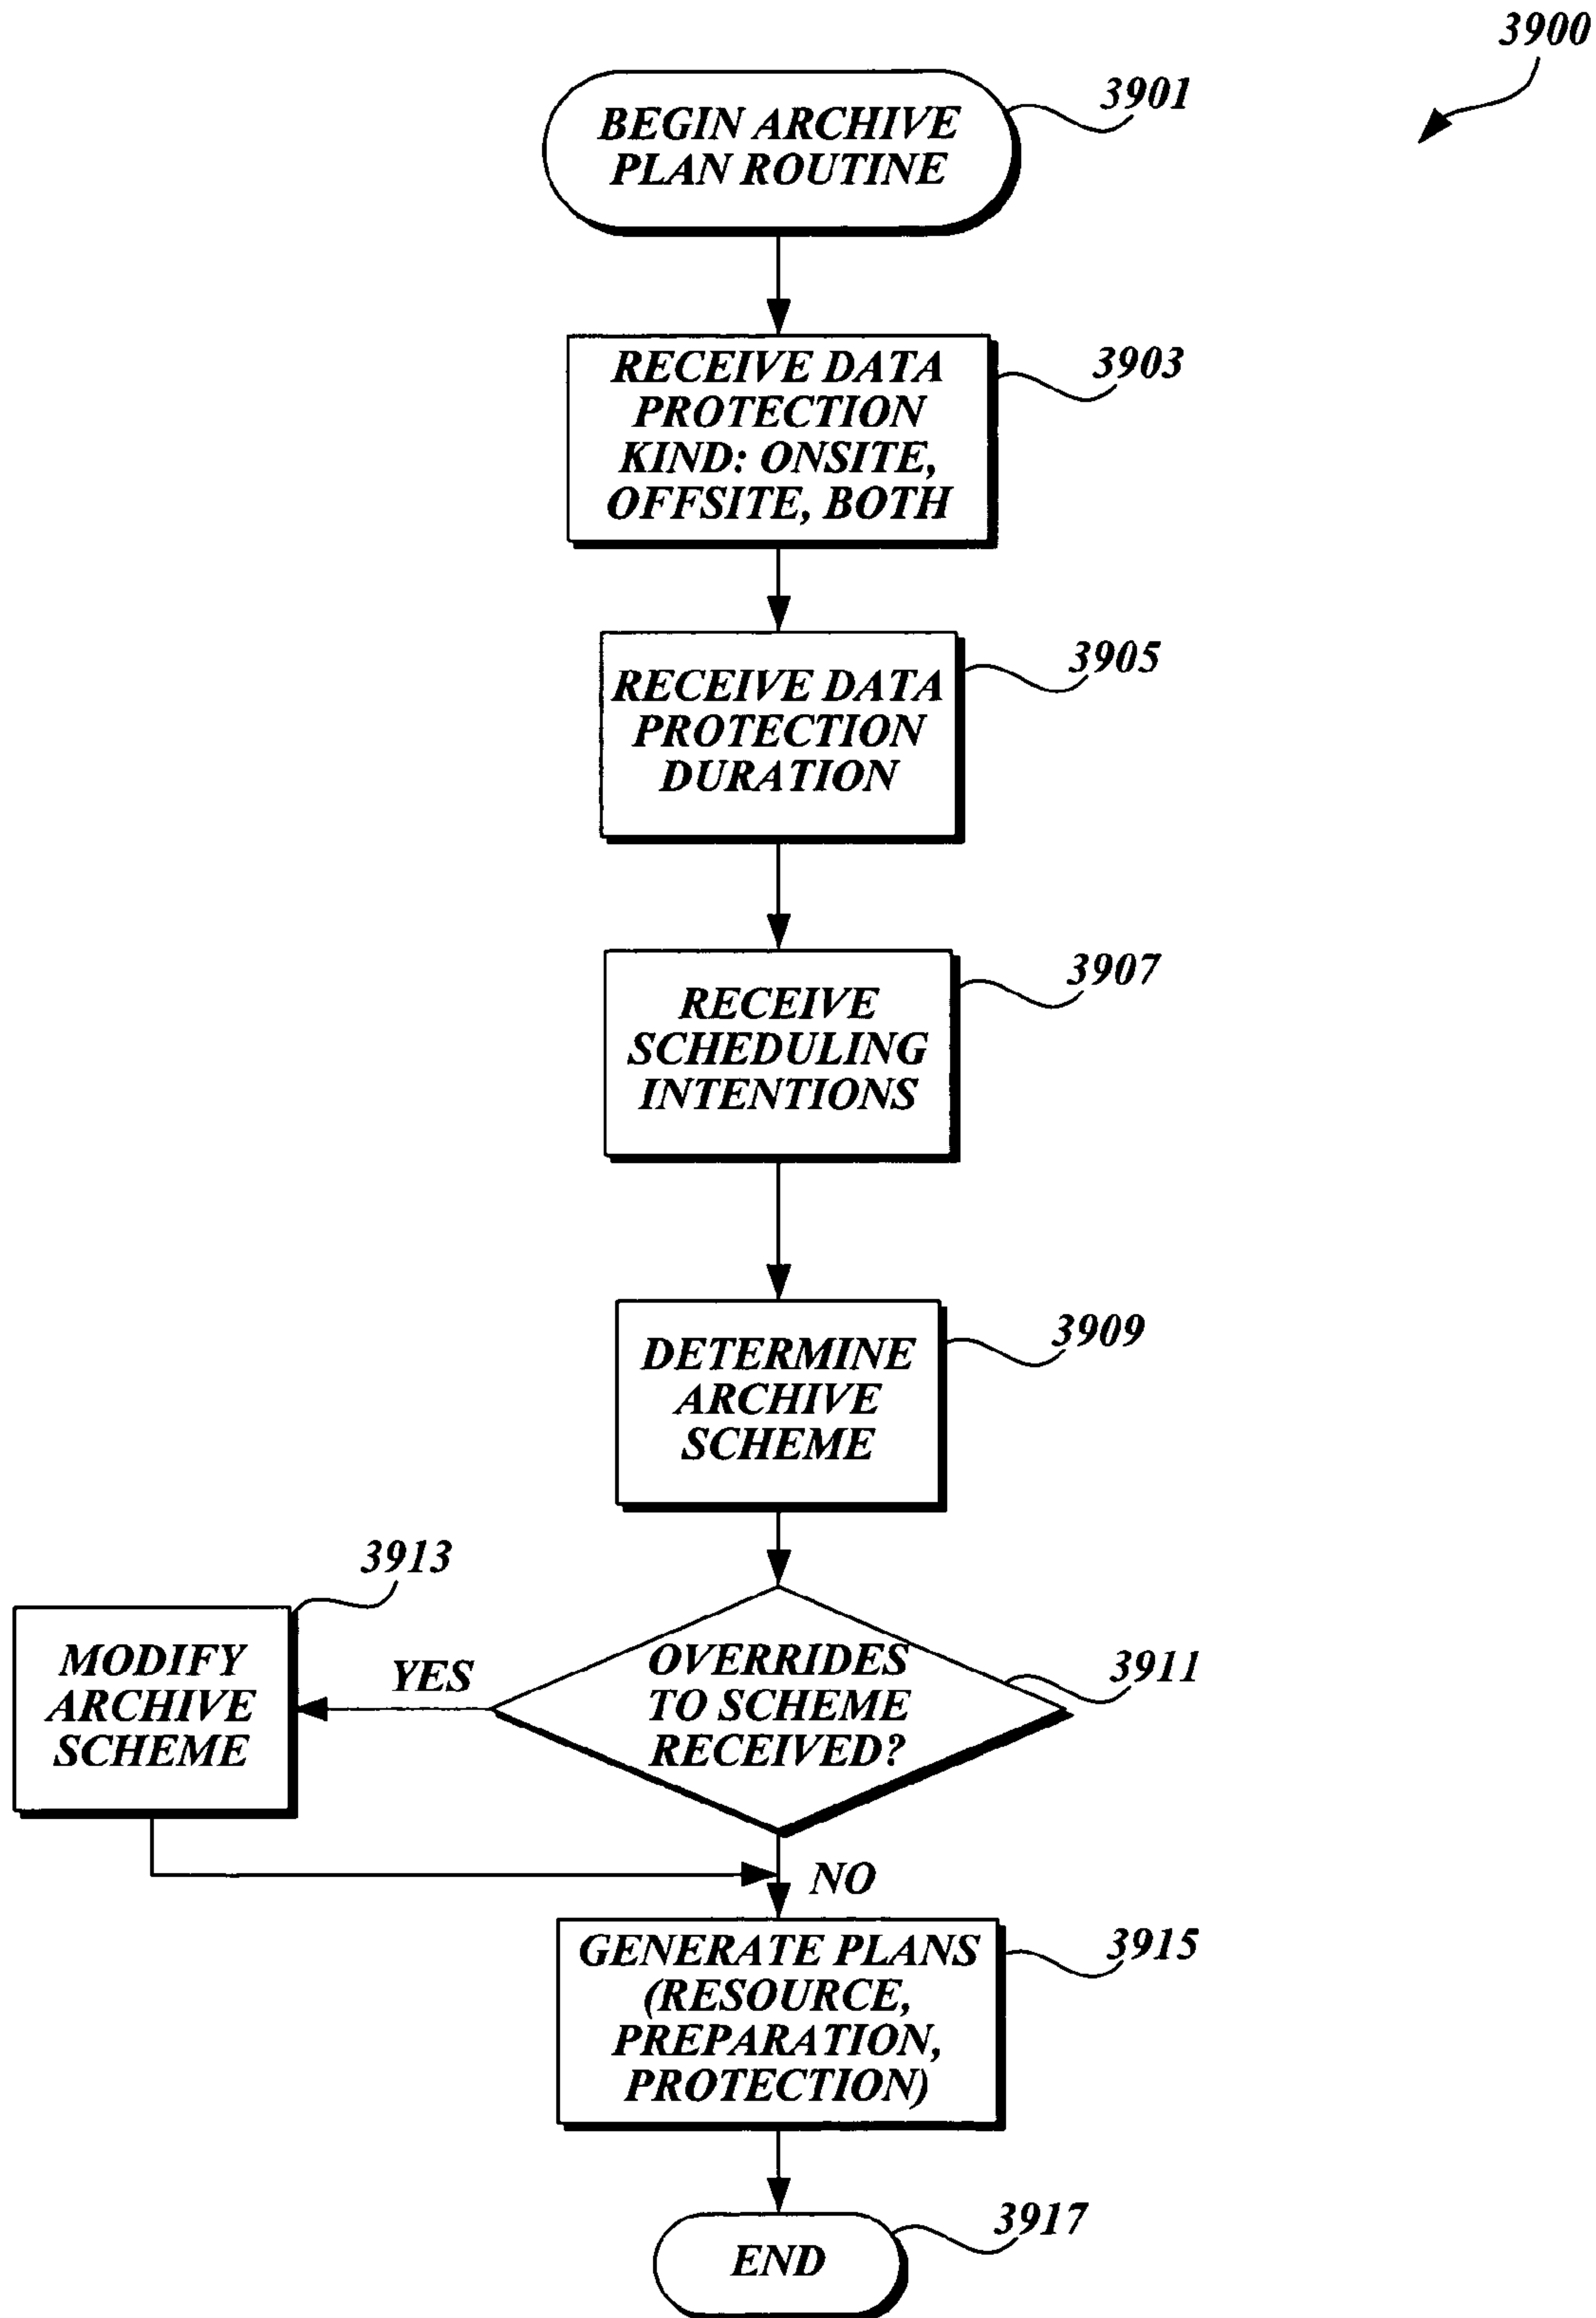 3900
BEGIN ARCHIVE
PLAN ROUTINE
3901
RECEIVE DATA
PROTECTION
KIND: ONSITE,
OFFSITE, BOTH
3903
RECEIVE DATA
PROTECTION
DURATION
3905
RECEIVE
SCHEDULING
INTENTIONS
3907
DETERMINE
ARCHIVE
SCHEME
3909
OVERRIDES
TO SCHEME
RECEIVED?
3911
YES
3913
MODIFY
ARCHIVE
SCHEME
NO
GENERATE PLANS
(RESOURCE,
PREPARATION,
PROTECTION)
3915
END
3917